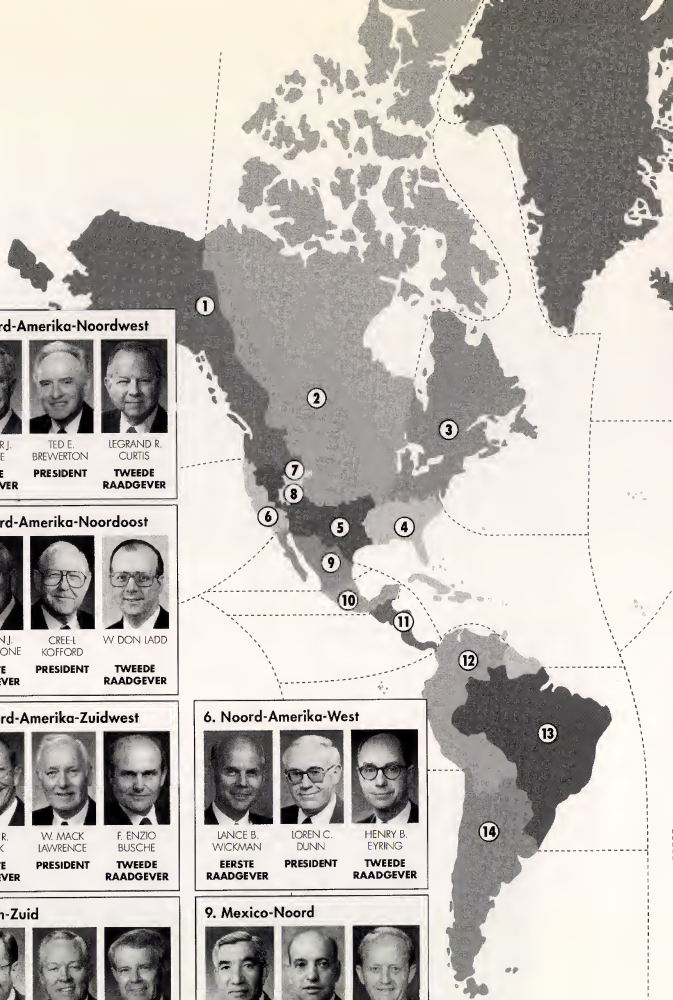 1
2
3
4
5
6
7
8
9
10
11
12
13
14
rd-Amerika-Noordwest
R J.
E
TED E.
BREWERTON
LEGRAND R.
CURTIS
E
VER
PRESIDENT
TWEEDE
RAADGEVER
rd-Amerika-Noordoost
N J.
ONE
CREE-L
KOFFORD
W. DON LADD
E
VER
PRESIDENT
TWEEDE
RAADGEVER
rd-Amerika-Zuidwest
R.
K
W. MACK
LAWRENCE
F. ENZIO
BUSCHE
E
VER
PRESIDENT
TWEEDE
RAADGEVER
6. Noord-Amerika-West
LANCE B.
WICKMAN
LOREN C.
DUNN
HENRY B.
EYRING
EERSTE
RAADGEVER
PRESIDENT
TWEEDE
RAADGEVER
n-Zuid
9. Mexico-Noord